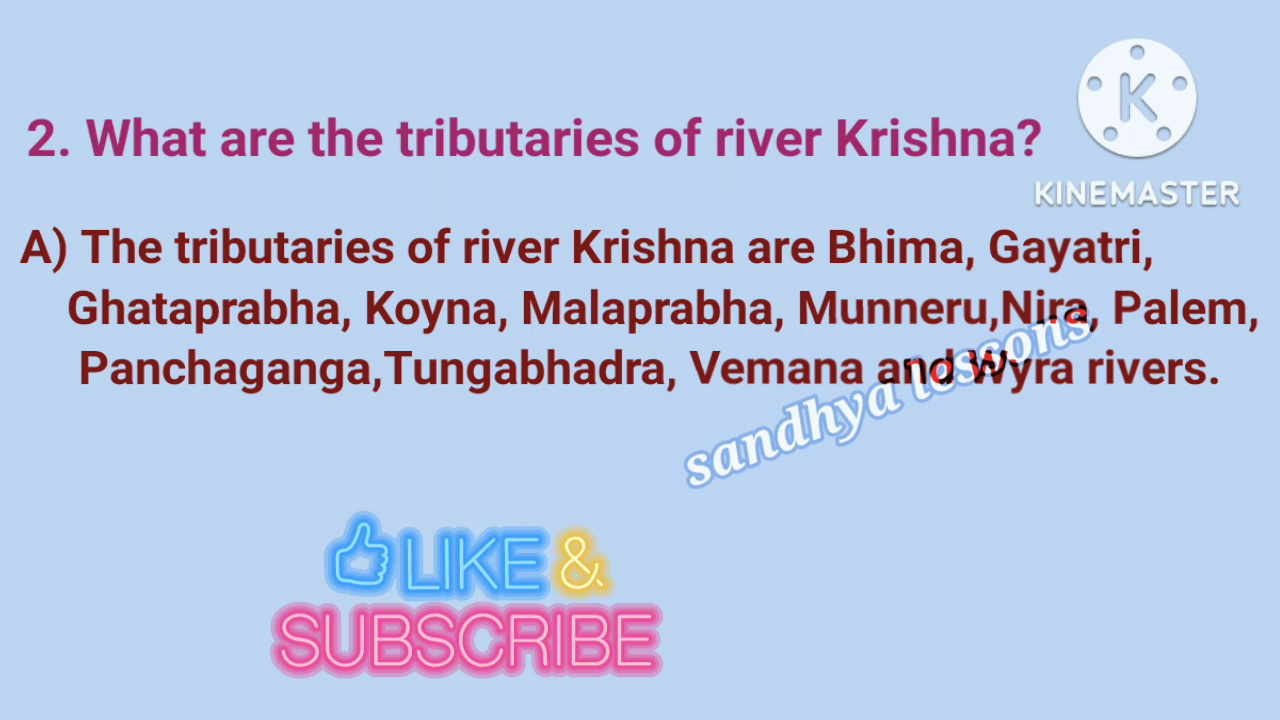 2. What are the tributaries of river Krishna?
K
KINEMASTER
A) The tributaries of river Krishna are Bhima, Gayatri,
Ghataprabha, Koyna, Malaprabha, Munneru,Nira, Palem,
Panchaganga,Tungabhadra, Vemana and Wyra rivers.
sandhya lessons
LIKE &
SUBSCRIBE